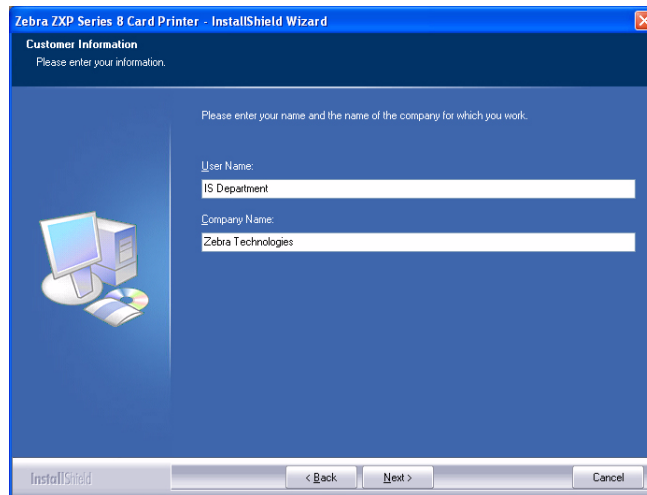 Zebra ZXP Series 8 Card Printer - InstallShield Wizard
Customer Information
Please enter your information.
Please enter your name and the name of the company for which you work.
User Name:
IS Department
Company Name:
Zebra Technologies
InstallShield
< Back
Next >
Cancel